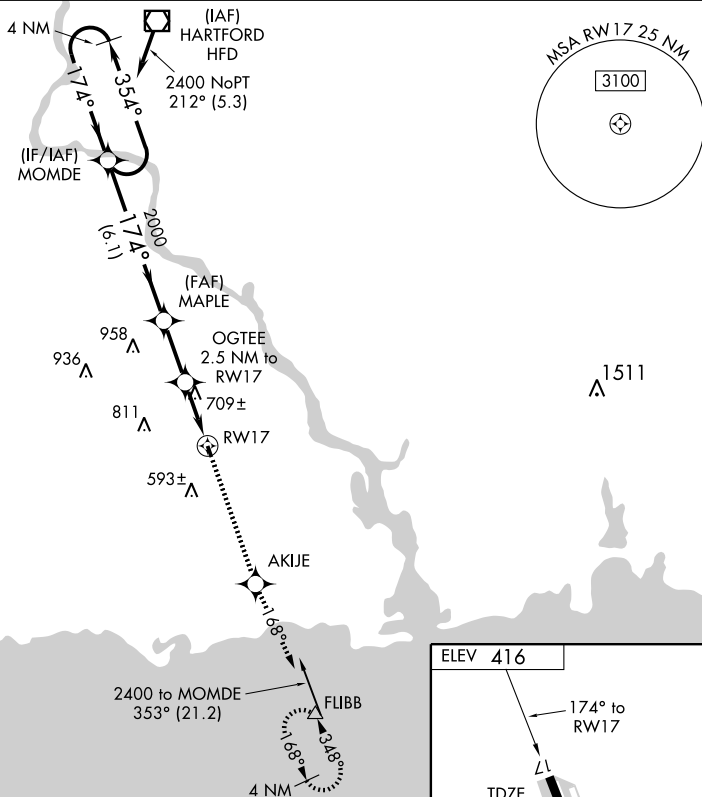 4 NM
(IAF)
HARTFORD
HFD
2400 NoPT
212° (5.3)
174°
354°
(IF/IAF)
MOMDE
MSA RW17 25 NM
3100
2000
174°
(6.1)
(FAF)
MAPLE
958
936
OGTEE
2.5 NM to
RW17
709±
811
RW17
593±
1511
AKIJE
168°
2400 to MOMDE
353° (21.2)
FLIBB
168°
348°
4 NM
ELEV 416
174° to
RW17
17
TDZE